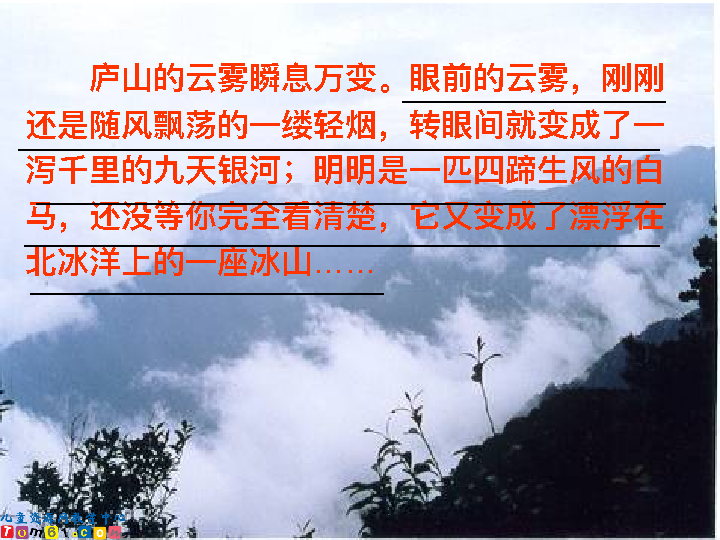 庐山的云雾瞬息万变。眼前的云雾，刚刚
还是随风飘荡的一缕轻烟，转眼间就变成了一
泻千里的九天银河；明明是一匹四蹄生风的白
马，还没等你完全看清楚，它又变成了漂浮在
北冰洋上的一座冰山……
Tom61.com